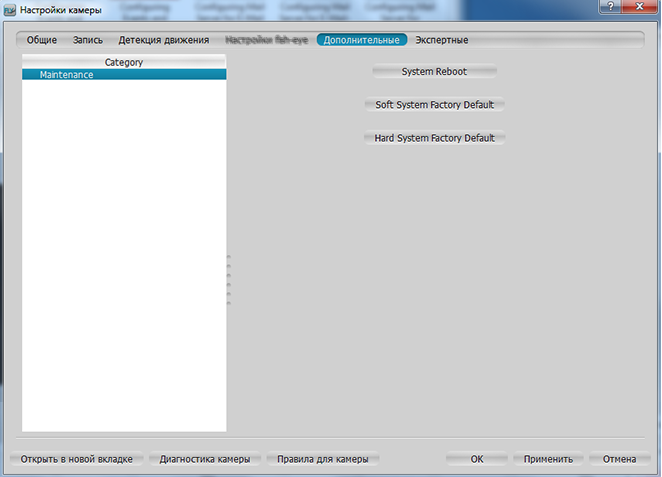 Настройки камеры
Общие Запись Детекция движения Настройки fish-eye Дополнительные Экспертные
Category
Maintenance
System Reboot
Soft System Factory Default
Hard System Factory Default
Открыть в новой вкладке Диагностика камеры Правила для камеры OK Применить Отмена